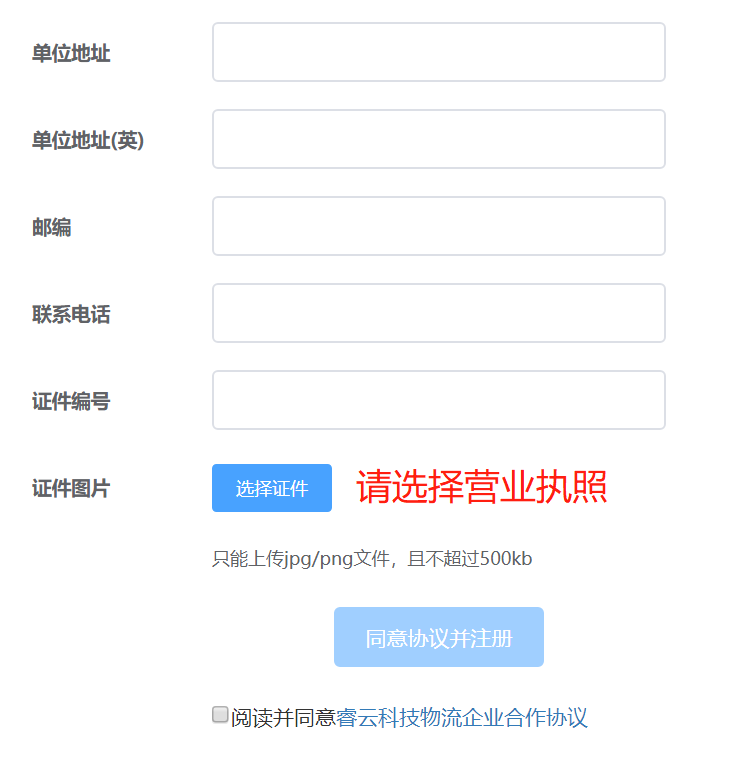 单位地址
单位地址(英)
邮编
联系电话
证件编号
证件图片 选择证件 请选择营业执照
只能上传jpg/png文件，且不超过500kb
同意协议并注册
阅读并同意睿云科技物流企业合作协议